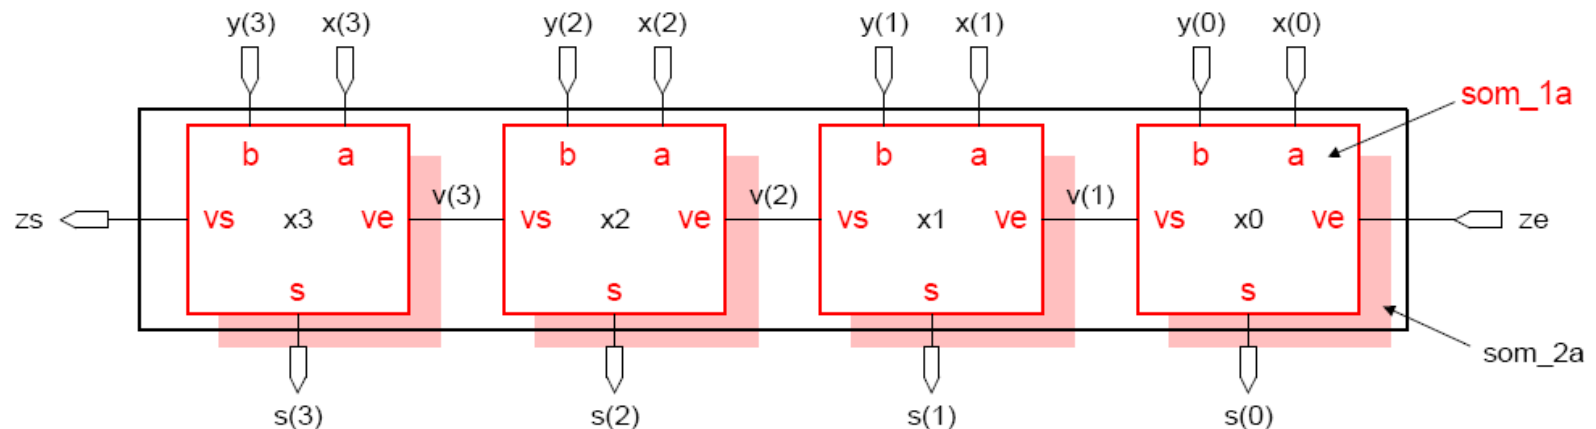 y(3) x(3) y(2) x(2) y(1) x(1) y(0) x(0)
som_1a
b a b a b a b a
v(3) v(2) v(1)
zs vs x3 ve vs x2 ve vs x1 ve vs x0 ve ze
s s s s
som_2a
s(3) s(2) s(1) s(0)